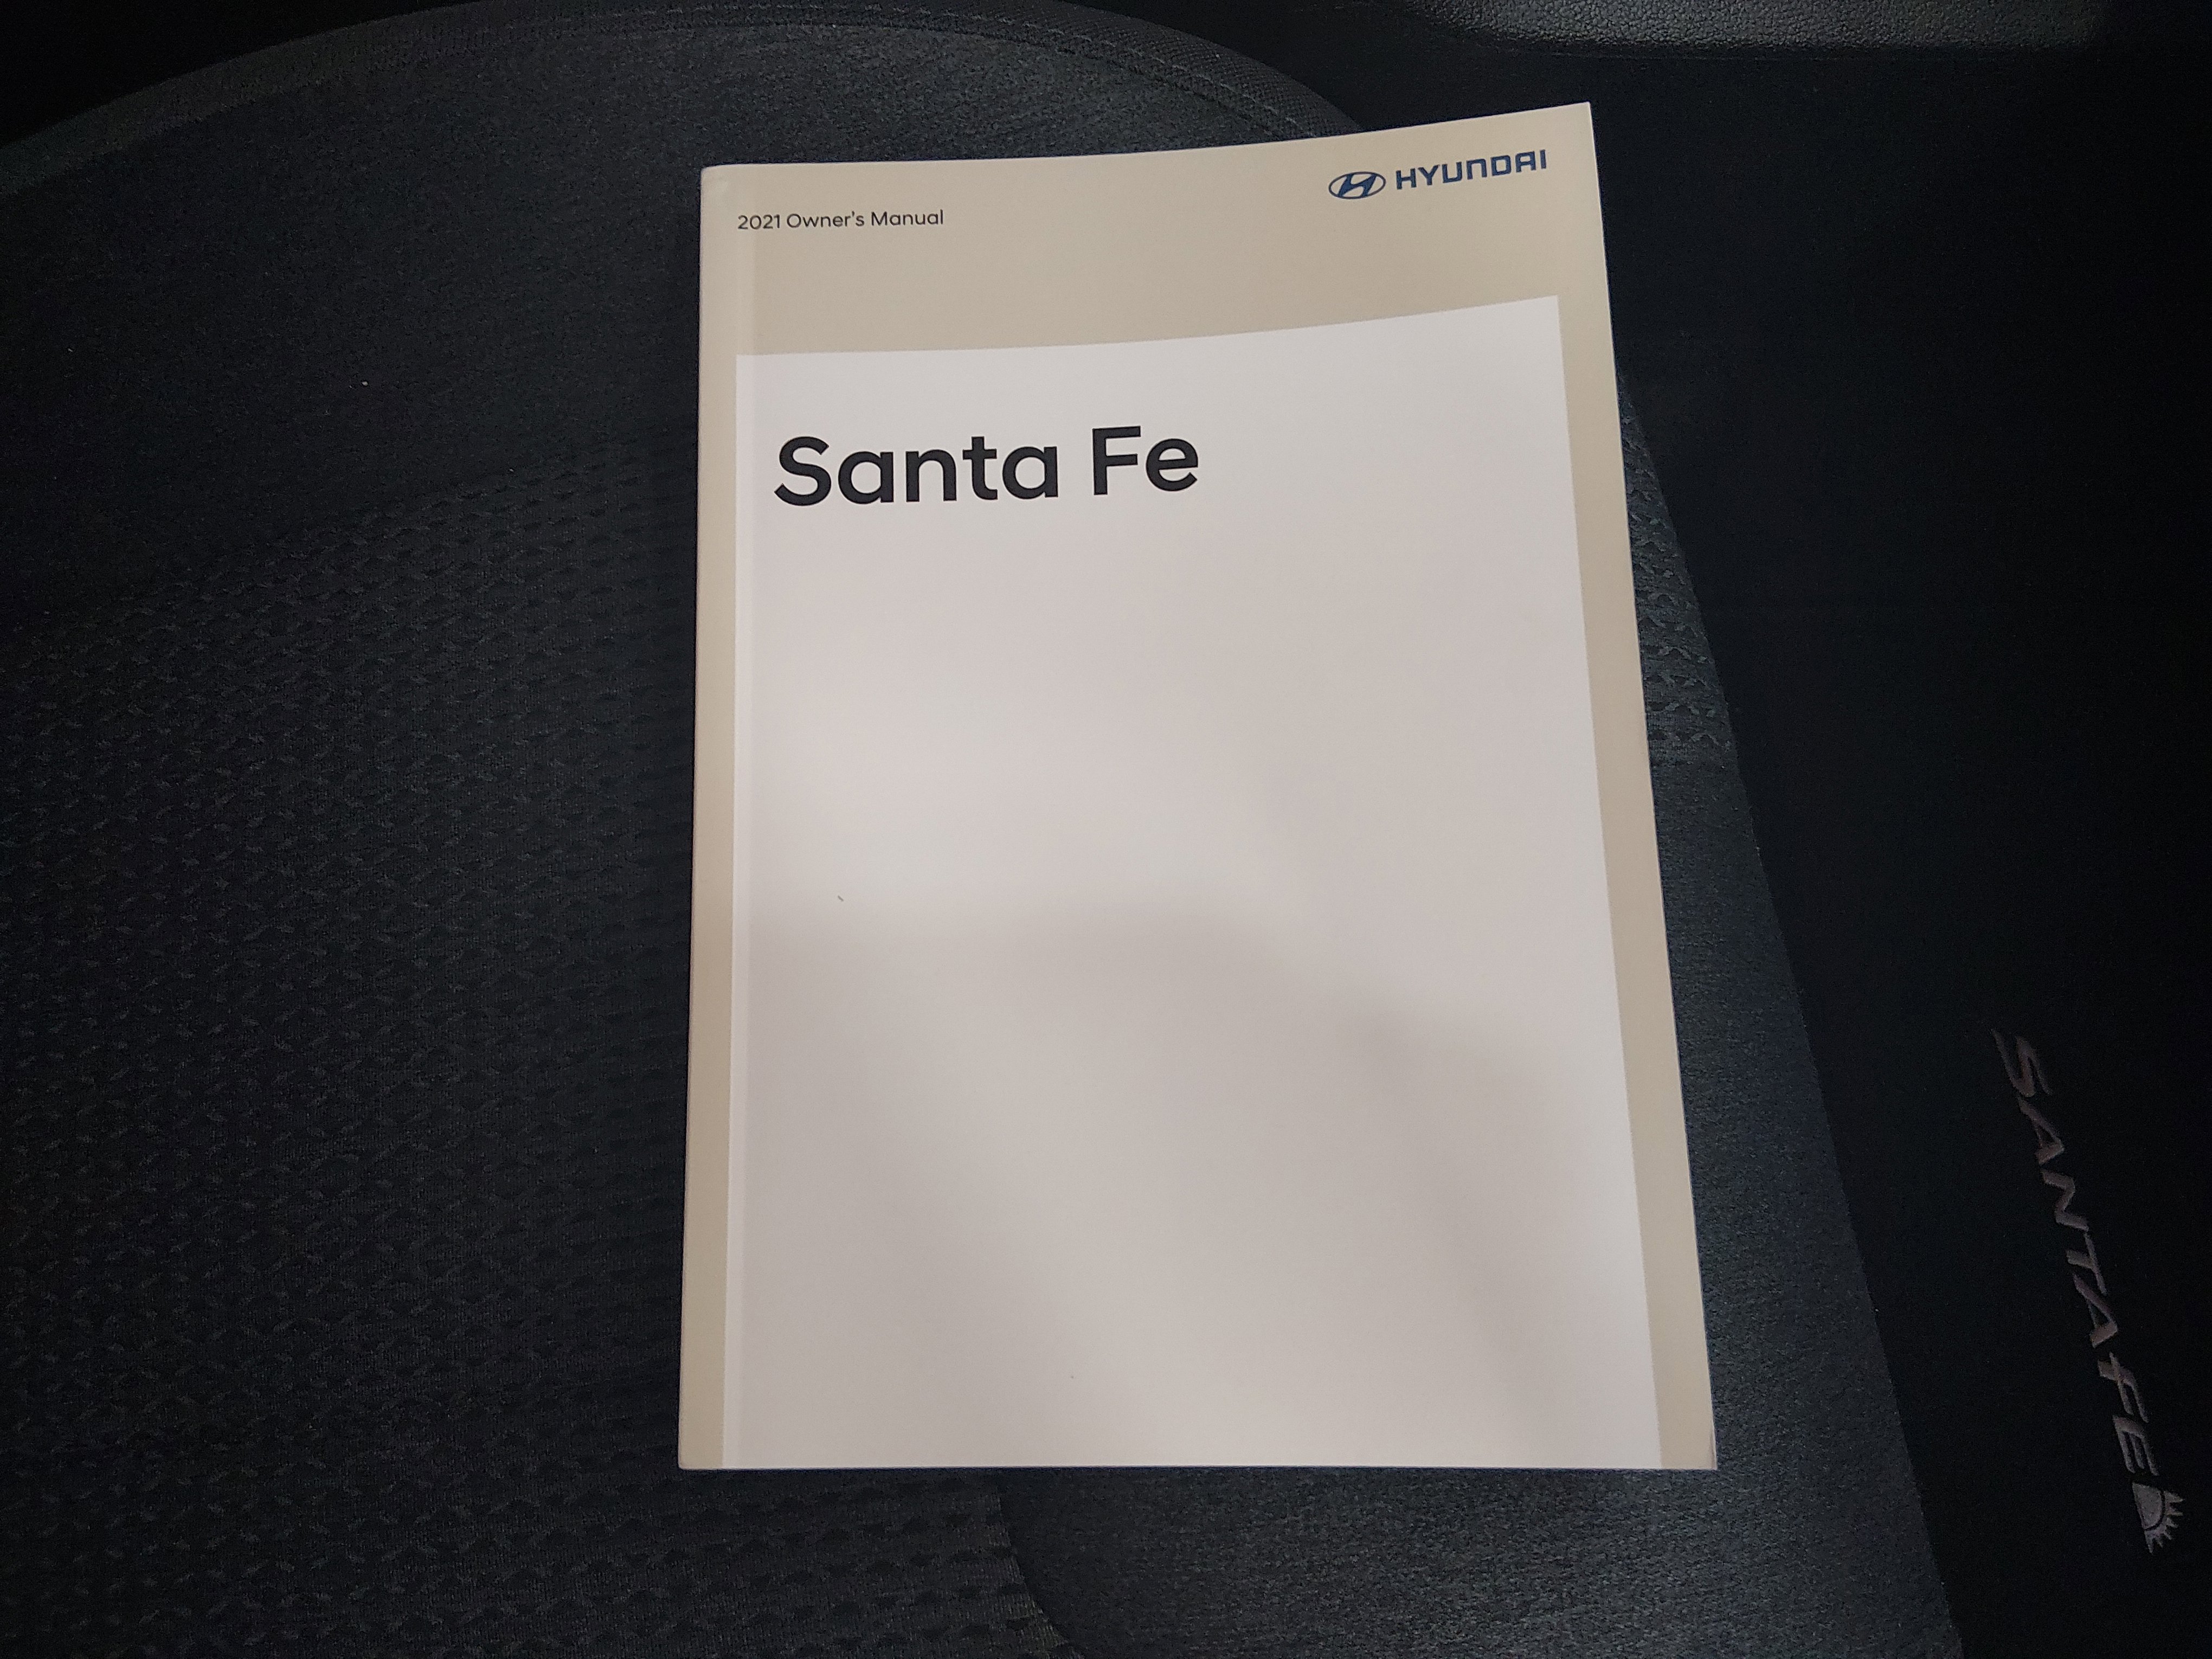 HYUNDAI
2021 Owner's Manual
Santa Fe
SANTA FE